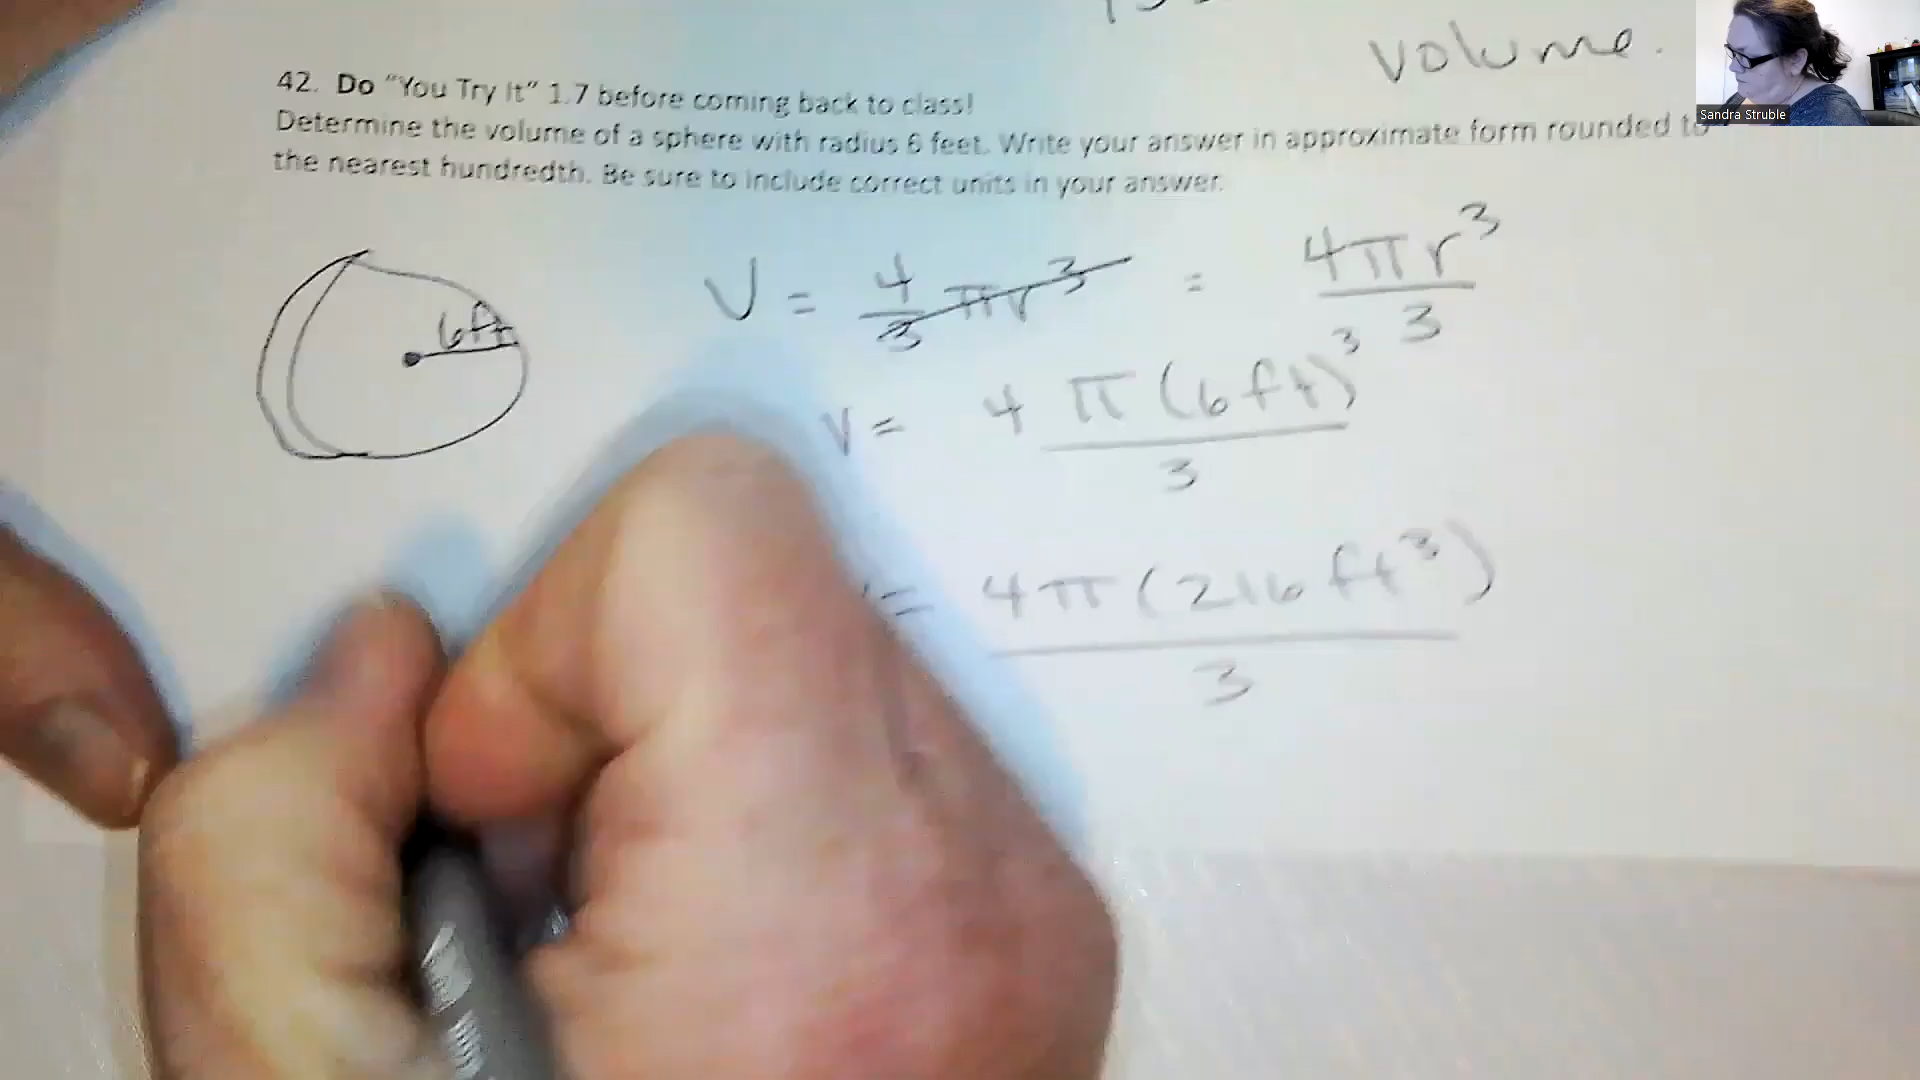 volume.
Sandra Struble
42. Do "You Try It" 1.7 before coming back to class!
Determine the volume of a sphere with radius 6 feet. Write your answer in approximate form rounded to
the nearest hundredth. Be sure to include correct units in your answer.
6ft
V = 4/3 πr³ = 4πr³/3
V = 4π(6ft)³/3
= 4π(216ft³)/3